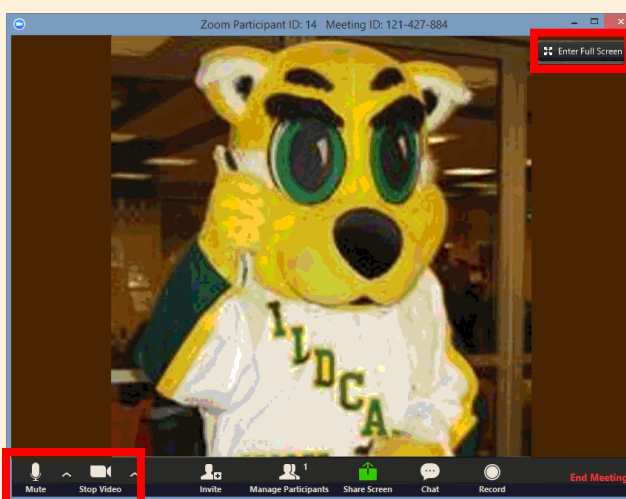 Zoom Participant ID: 14 Meeting ID: 121-427-884
Enter Full Screen
ILDCA
Mute
Stop Video
Invite
Manage Participants
1
Share Screen
Chat
Record
End Meeting